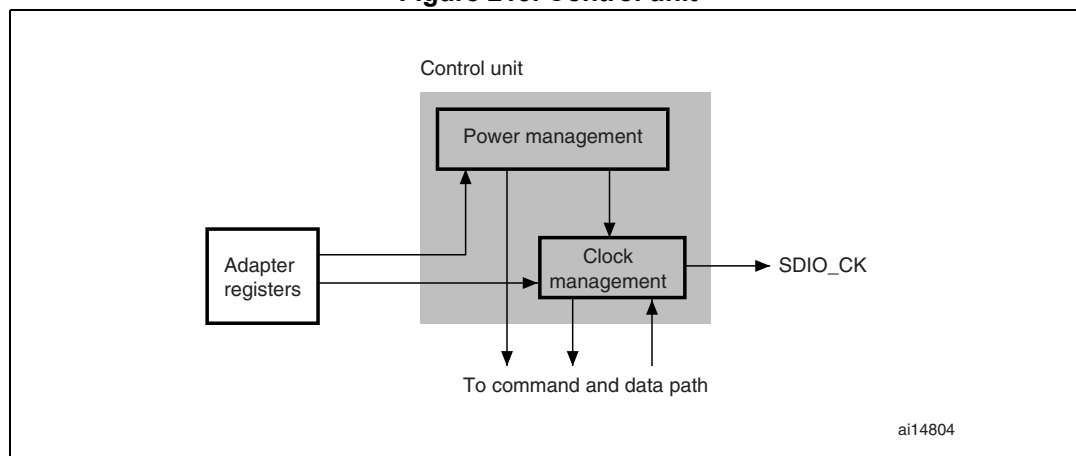 Control unit
Power management
Adapter
registers
Clock
management
SDIO_CK
To command and data path
ai14804